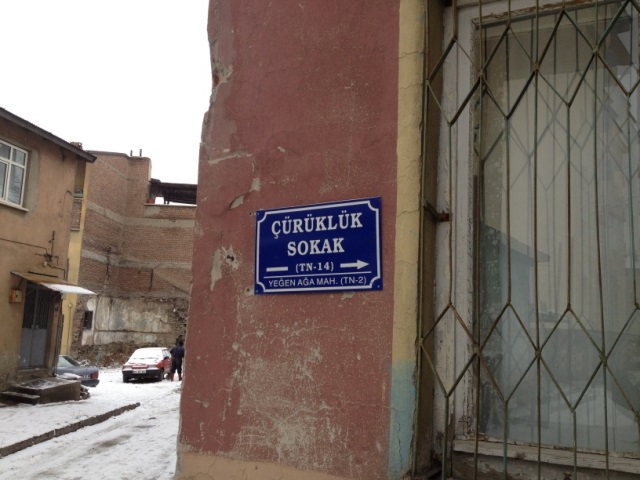 ÇÜRÜKLÜK
SOKAK
(TN-14)
YEĞEN AĞA MAH. (TN-2)